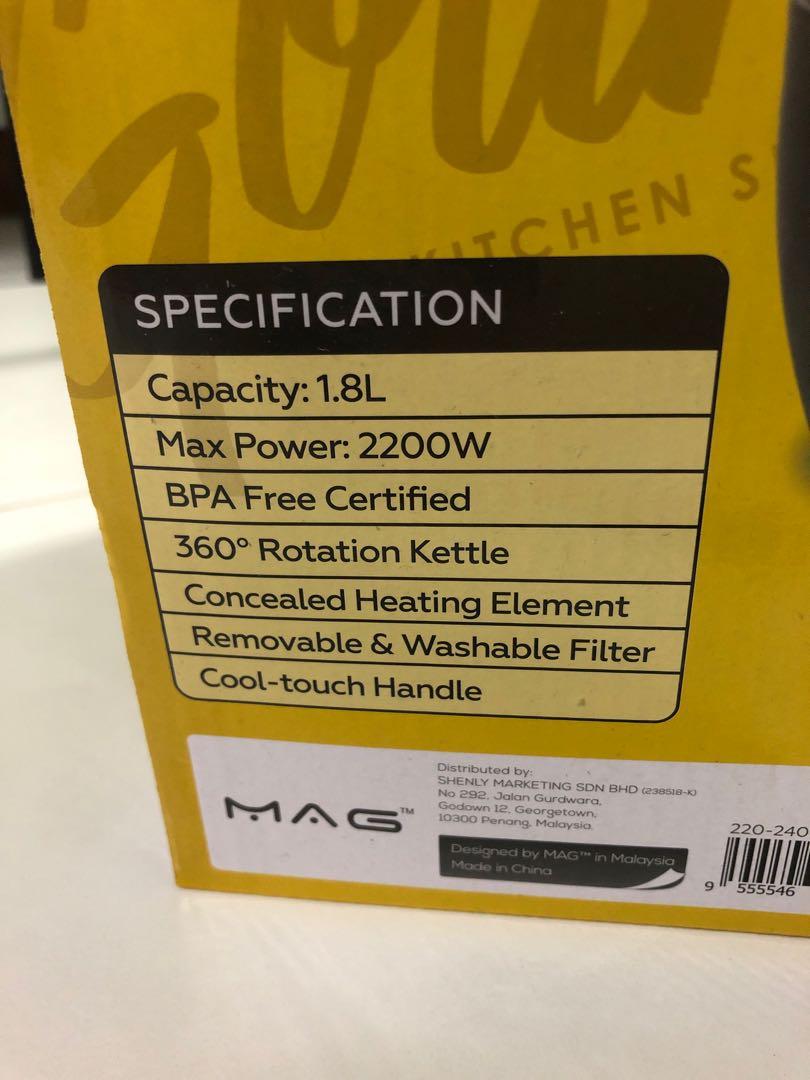 KITCHEN
SPECIFICATION
Capacity: 1.8L
Max Power: 2200W
BPA Free Certified
360° Rotation Kettle
Concealed Heating Element
Removable & Washable Filter
Cool-touch Handle
MAG™
Distributed by:
SHENLY MARKETING SDN BHD (238518-K)
No 292, Jalan Gurdwara,
Godown 12, Georgetown,
10300 Penang, Malaysia.
Designed by MAG™ in Malaysia
Made in China
220-240
9 555546